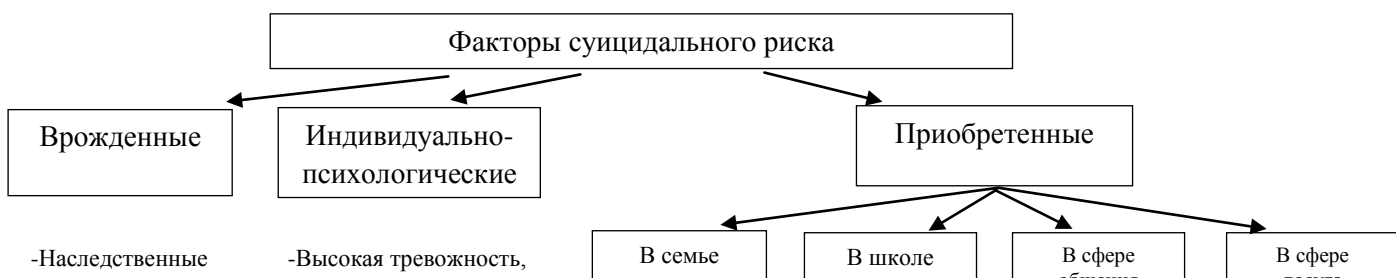 Факторы суицидального риска
Врожденные
Индивидуально-
психологические
Приобретенные
-Наследственные
-Высокая тревожность,
В семье
В школе
В сфере
В сфере